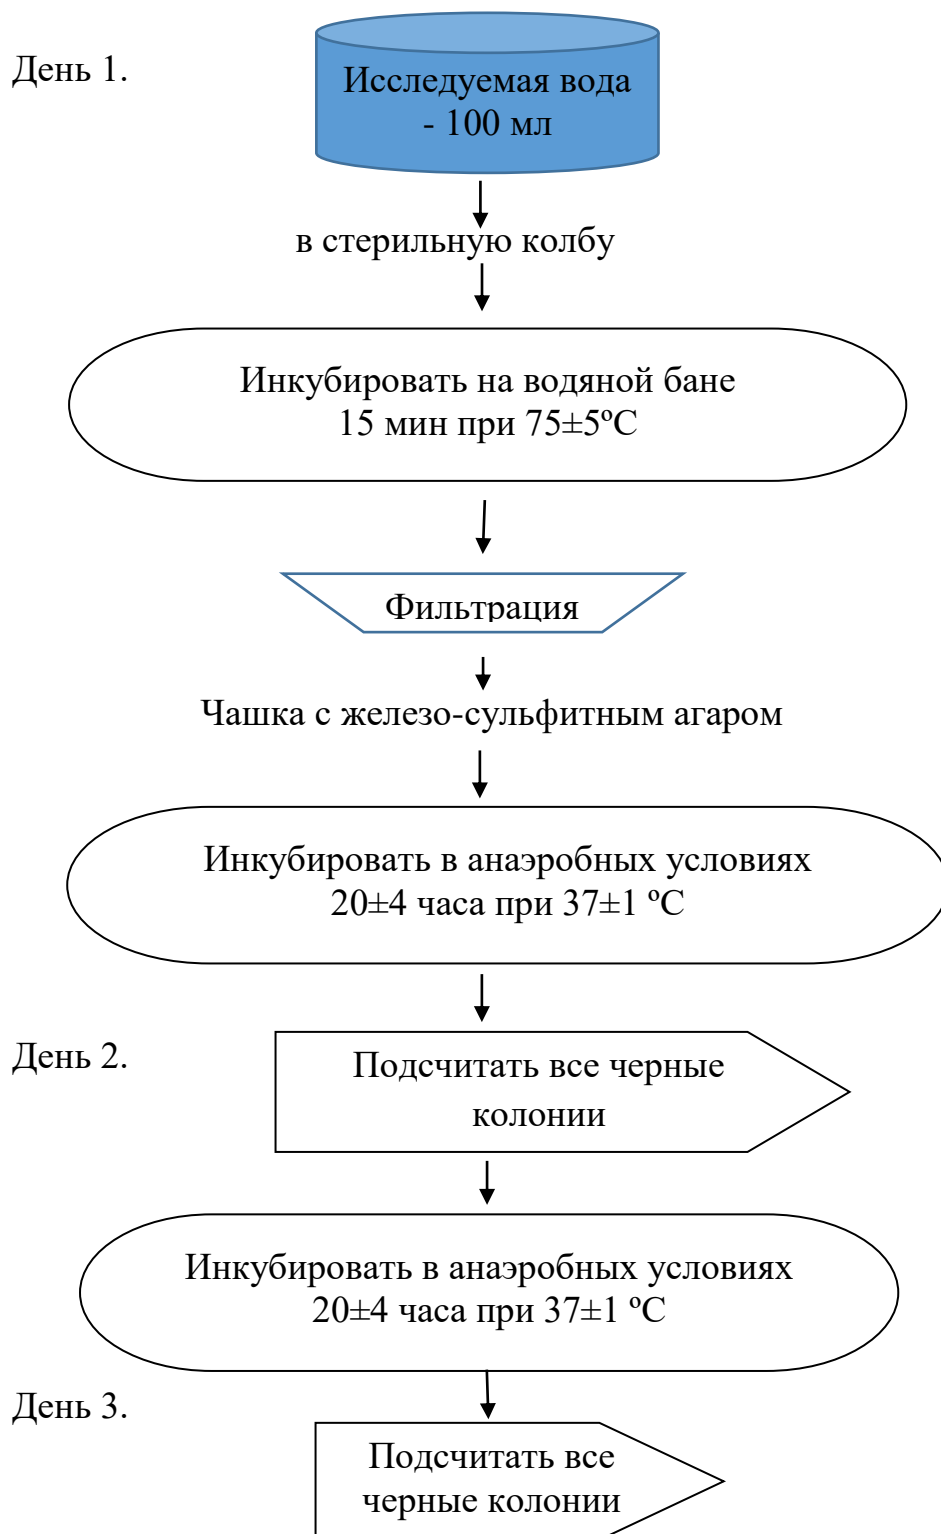 День 1.
Исследуемая вода
- 100 мл
в стерильную колбу
Инкубировать на водяной бане
15 мин при 75±5ºС
Фильтрация
Чашка с железо-сульфитным агаром
Инкубировать в анаэробных условиях
20±4 часа при 37±1 ºС
День 2.
Подсчитать все черные
колонии
Инкубировать в анаэробных условиях
20±4 часа при 37±1 ºС
День 3.
Подсчитать все
черные колонии